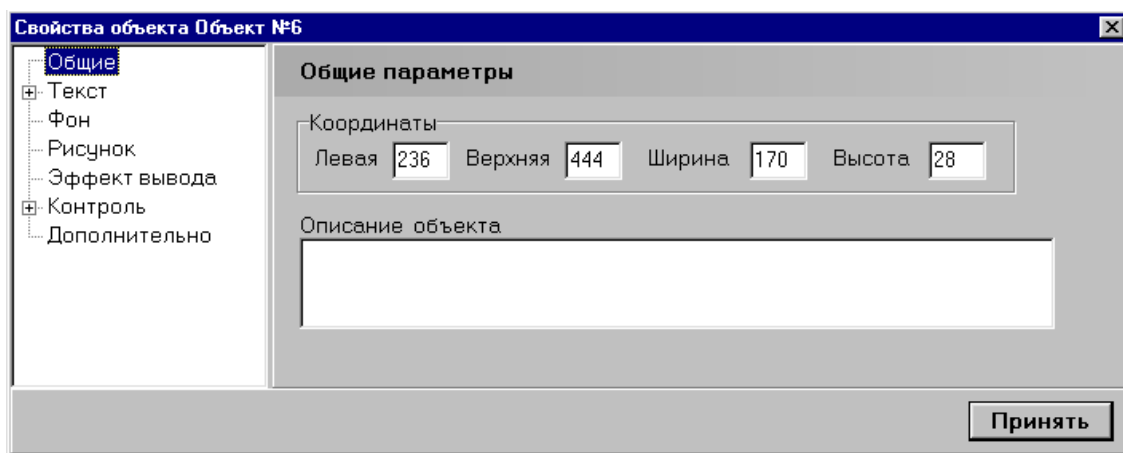 Свойства объекта Объект №6
Общие
Текст
Фон
Рисунок
Эффект вывода
Контроль
Дополнительно
Общие параметры
Координаты
Левая 236 Верхняя 444 Ширина 170 Высота 28
Описание объекта
Принять